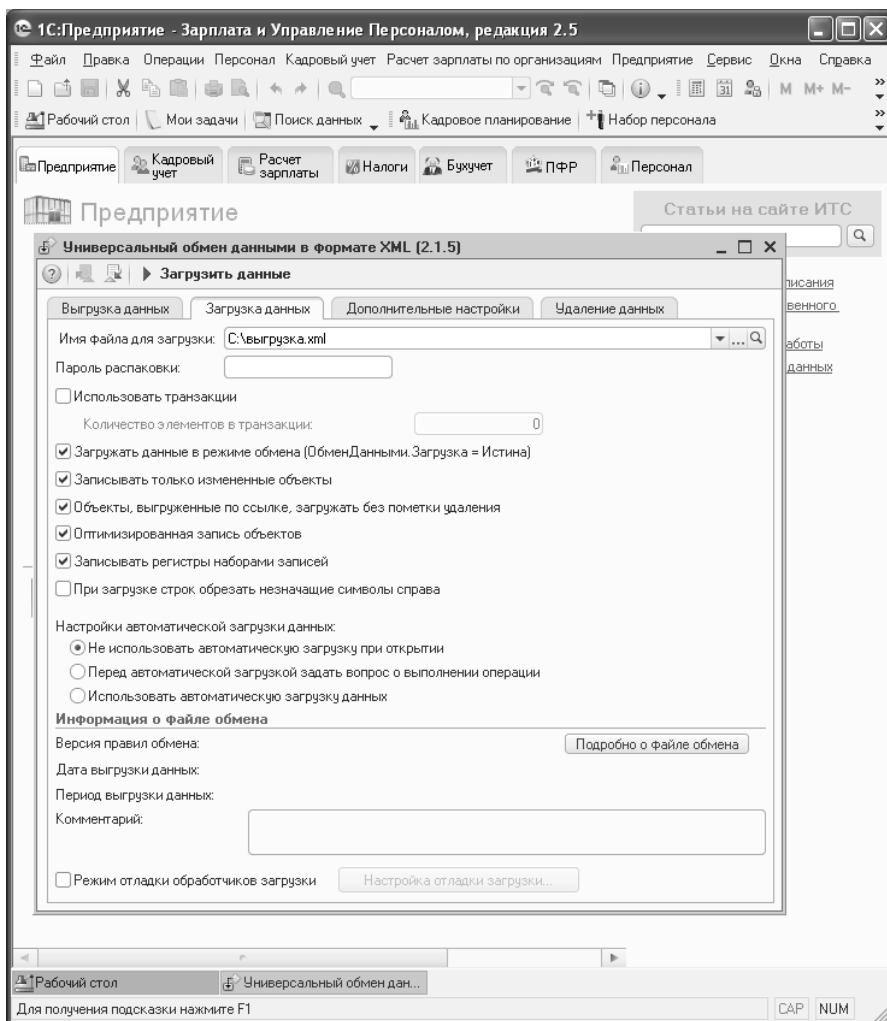 1С:Предприятие - Зарплата и Управление Персоналом, редакция 2.5
Файл Правка Операции Персонал Кадровый учет Расчет зарплаты по организациям Предприятие Сервис Окна Справка
M M+ M-
Рабочий стол Мои задачи Поиск данных Кадровое планирование Набор персонала
Предприятие Кадровый учет Расчет зарплаты Налоги Бухучет ПФР Персонал
Предприятие Статьи на сайте ИТС
Универсальный обмен данными в формате XML (2.1.5)
Загрузить данные
писания
Выгрузка данных Загрузка данных Дополнительные настройки Удаление данных
венного
Имя файла для загрузки: C:\выгрузка.xml
аботы
Пароль распаковки:
данных
Использовать транзакции
Количество элементов в транзакции: 0
Загружать данные в режиме обмена (ОбменДанными.Загрузка = Истина)
Записывать только измененные объекты
Объекты, выгруженные по ссылке, загружать без пометки удаления
Оптимизированная запись объектов
Записывать регистры наборами записей
При загрузке строк обрезать незначащие символы справа
Настройки автоматической загрузки данных:
Не использовать автоматическую загрузку при открытии
Перед автоматической загрузкой задать вопрос о выполнении операции
Использовать автоматическую загрузку данных
Информация о файле обмена
Версия правил обмена: Подробно о файле обмена
Дата выгрузки данных:
Период выгрузки данных:
Комментарий:
Режим отладки обработчиков загрузки Настройка отладки загрузки...
Рабочий стол Универсальный обмен дан...
Для получения подсказки нажмите F1 CAP NUM